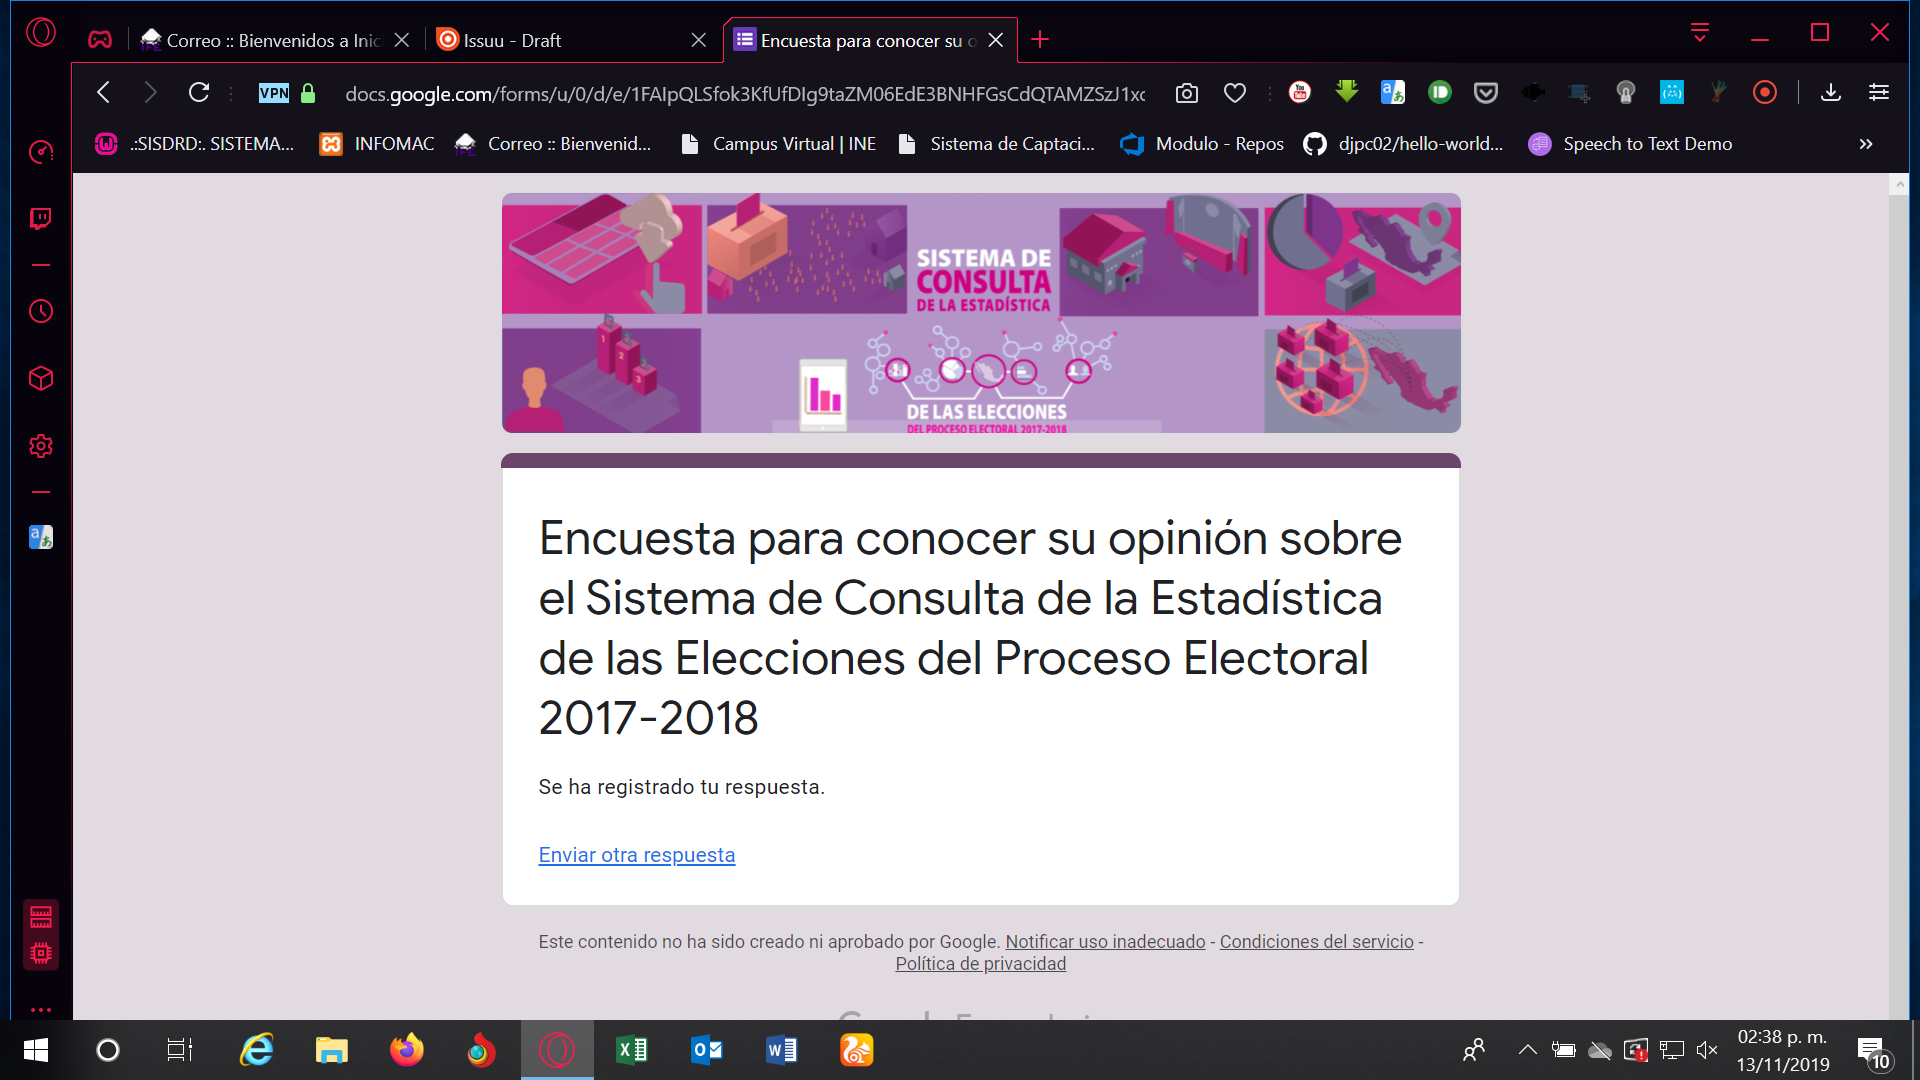 Correo :: Bienvenidos a Inic
Issuu - Draft
Encuesta para conocer su o
VPN
docs.google.com/forms/u/0/d/e/1FAIpQLSfok3KfUfDIg9taZM06EdE3BNHFGsCdQTAMZSzJ1xc
.:SISDRD:. SISTEMA...
INFOMAC
Correo :: Bienvenid...
Campus Virtual | INE
Sistema de Captaci...
Modulo - Repos
djpc02/hello-world...
Speech to Text Demo
SISTEMA DE
CONSULTA
DE LA ESTADÍSTICA
1
2
3
DE LAS ELECCIONES
DEL PROCESO ELECTORAL 2017-2018
Encuesta para conocer su opinión sobre
el Sistema de Consulta de la Estadística
de las Elecciones del Proceso Electoral
2017-2018
Se ha registrado tu respuesta.
Enviar otra respuesta
Este contenido no ha sido creado ni aprobado por Google. Notificar uso inadecuado - Condiciones del servicio -
Política de privacidad
02:38 p. m.
13/11/2019
10